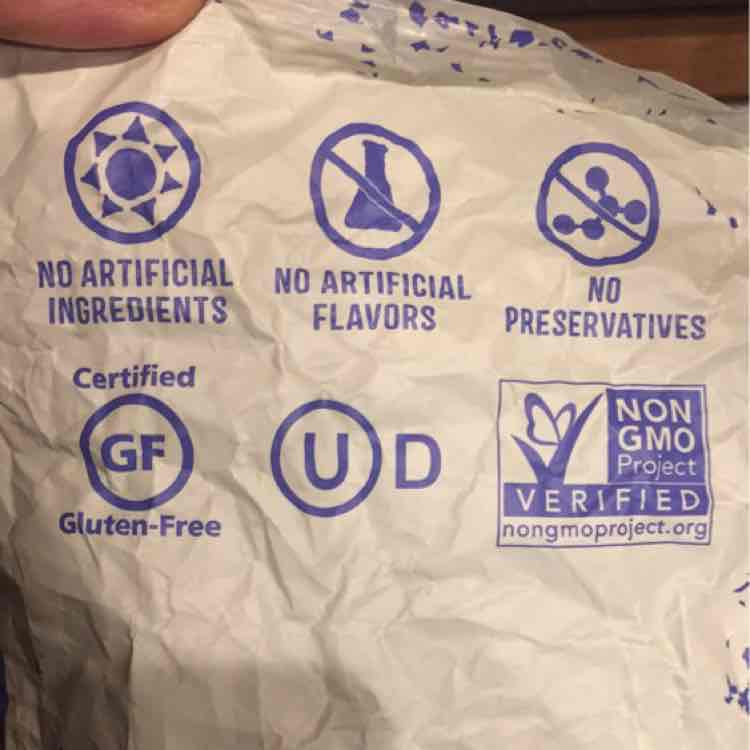 NO ARTIFICIAL
INGREDIENTS
NO ARTIFICIAL
FLAVORS
NO
PRESERVATIVES
Certified
GF
Gluten-Free
U D
NON
GMO
Project
VERIFIED
nongmoproject.org